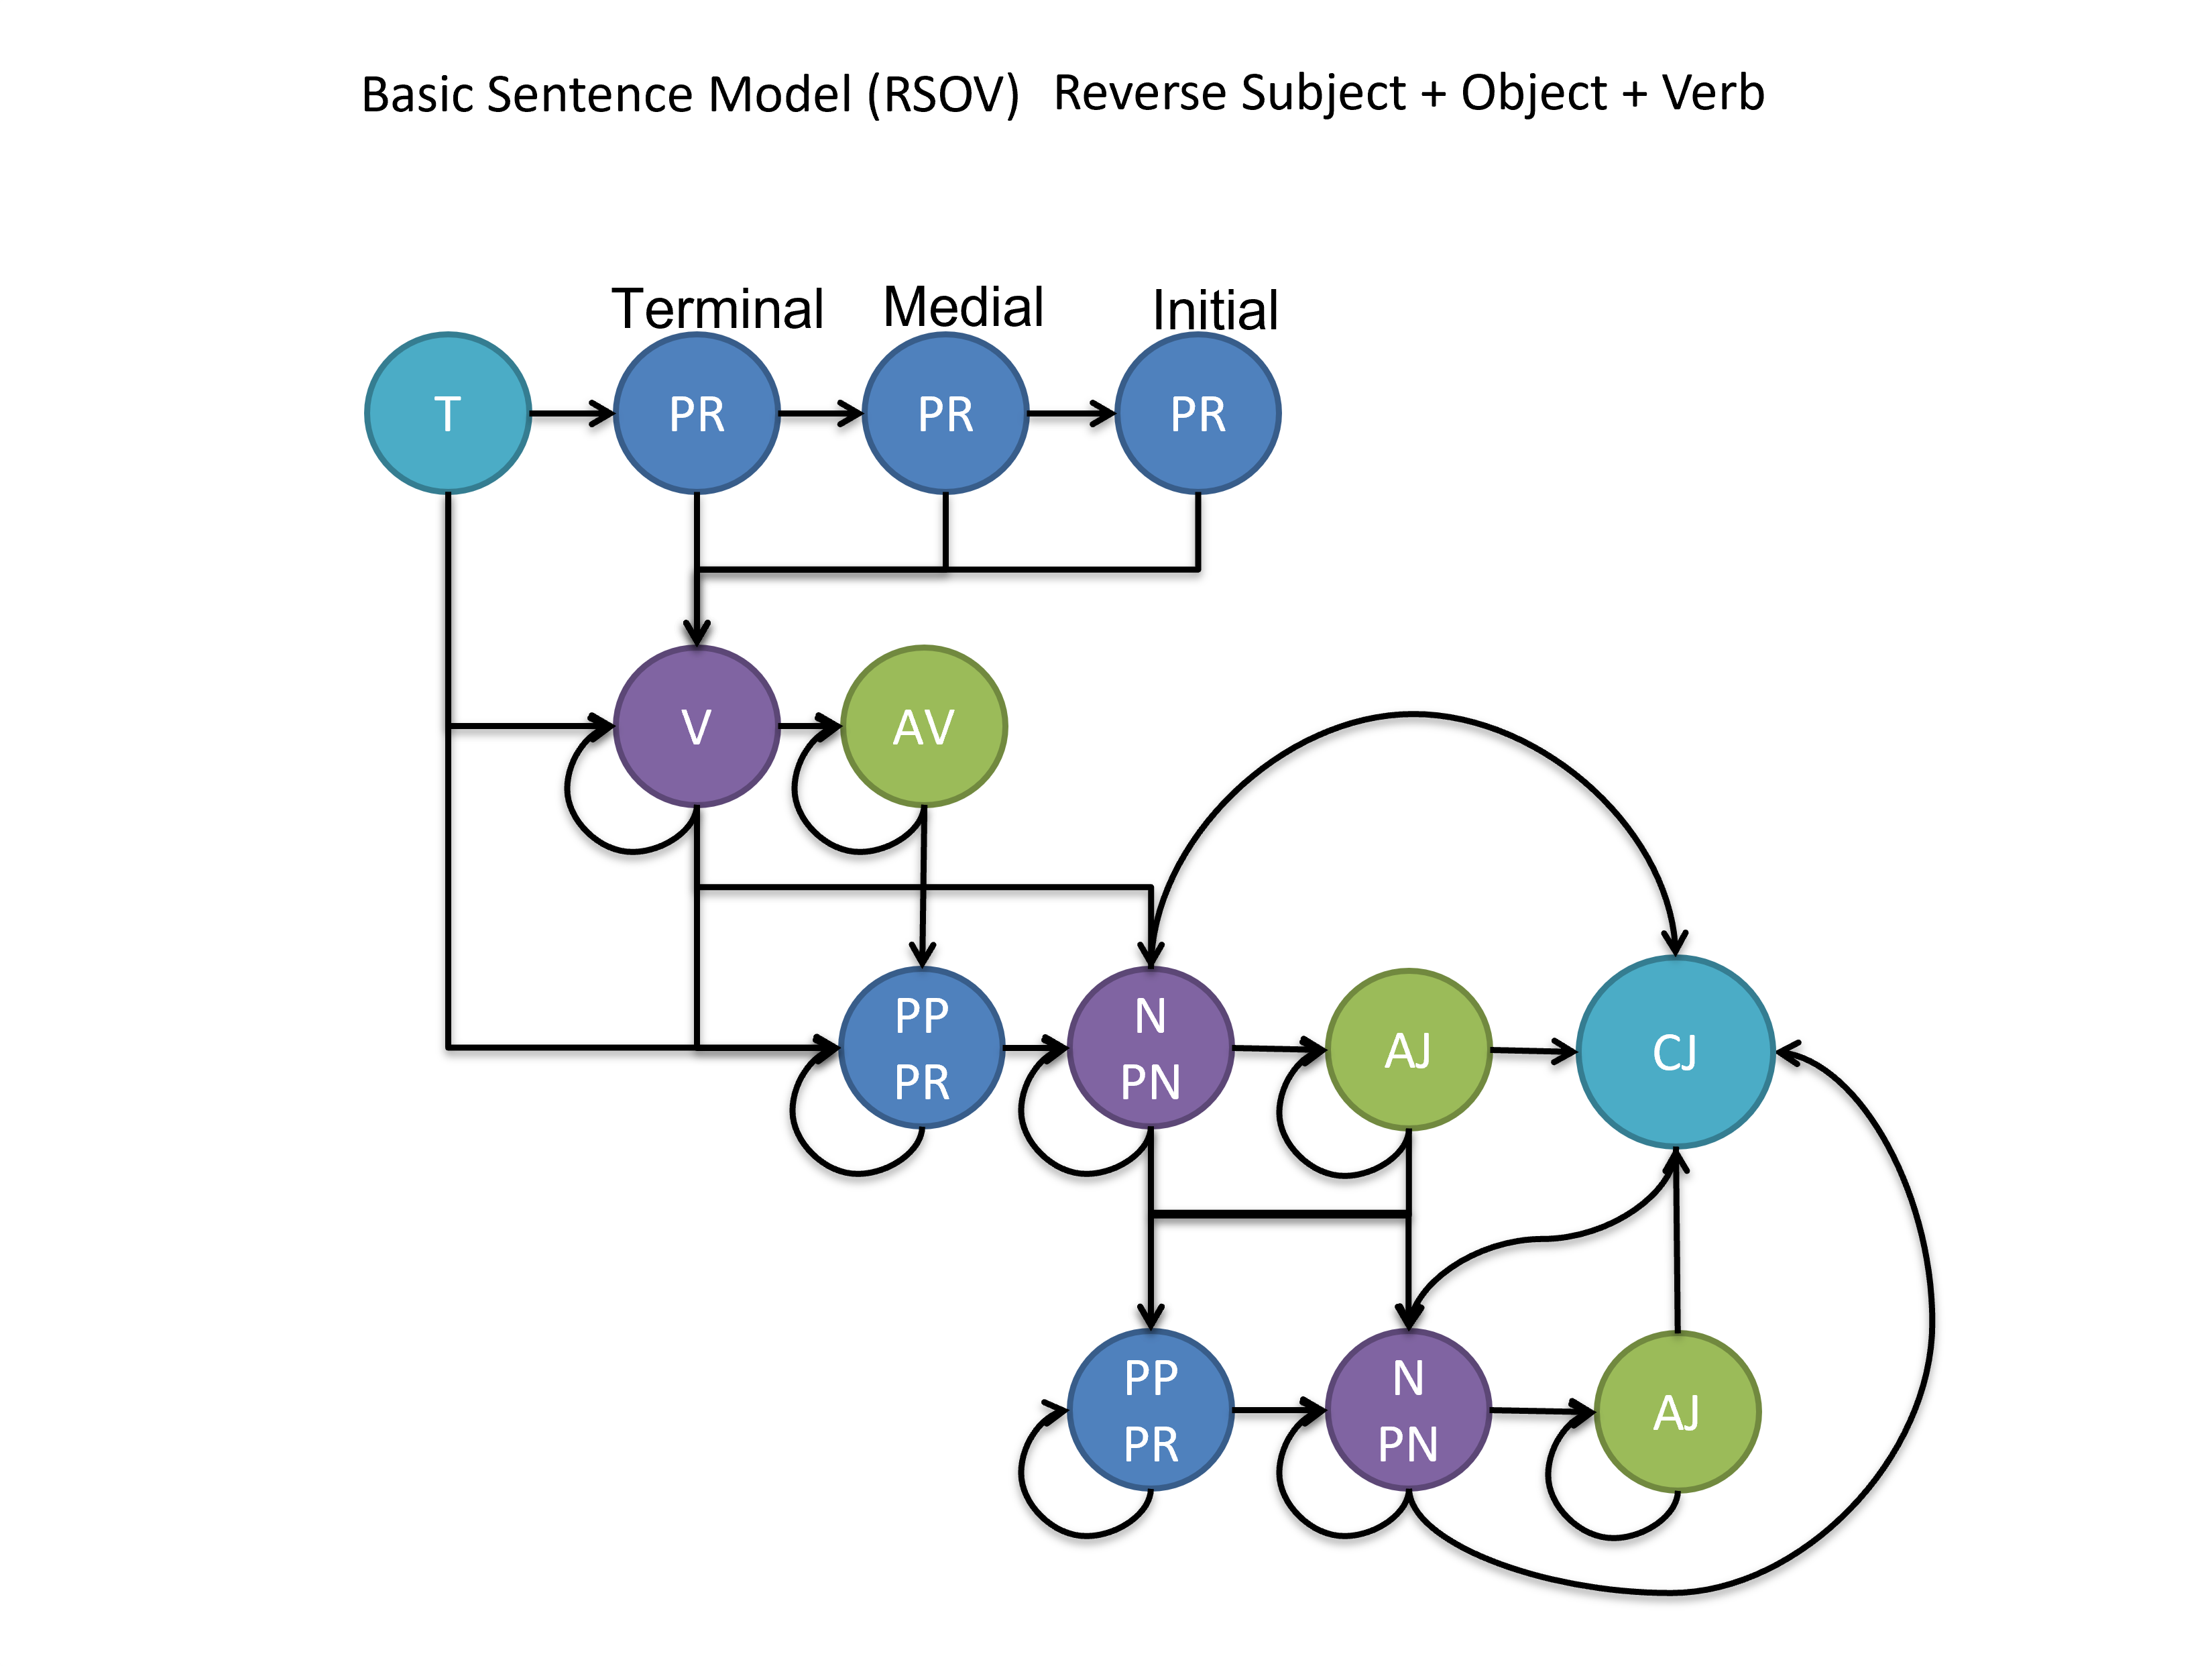 Basic Sentence Model (RSOV) Reverse Subject + Object + Verb
Terminal Medial Initial
T PR PR PR
V AV
PP
PR
N
PN
AJ
CJ
PP
PR
N
PN
AJ